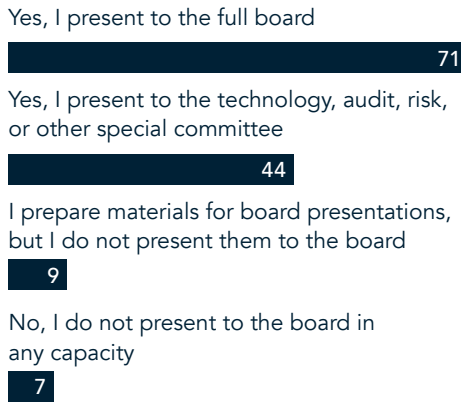 Yes, I present to the full board
71
Yes, I present to the technology, audit, risk,
or other special committee
44
I prepare materials for board presentations,
but I do not present them to the board
9
No, I do not present to the board in
any capacity
7